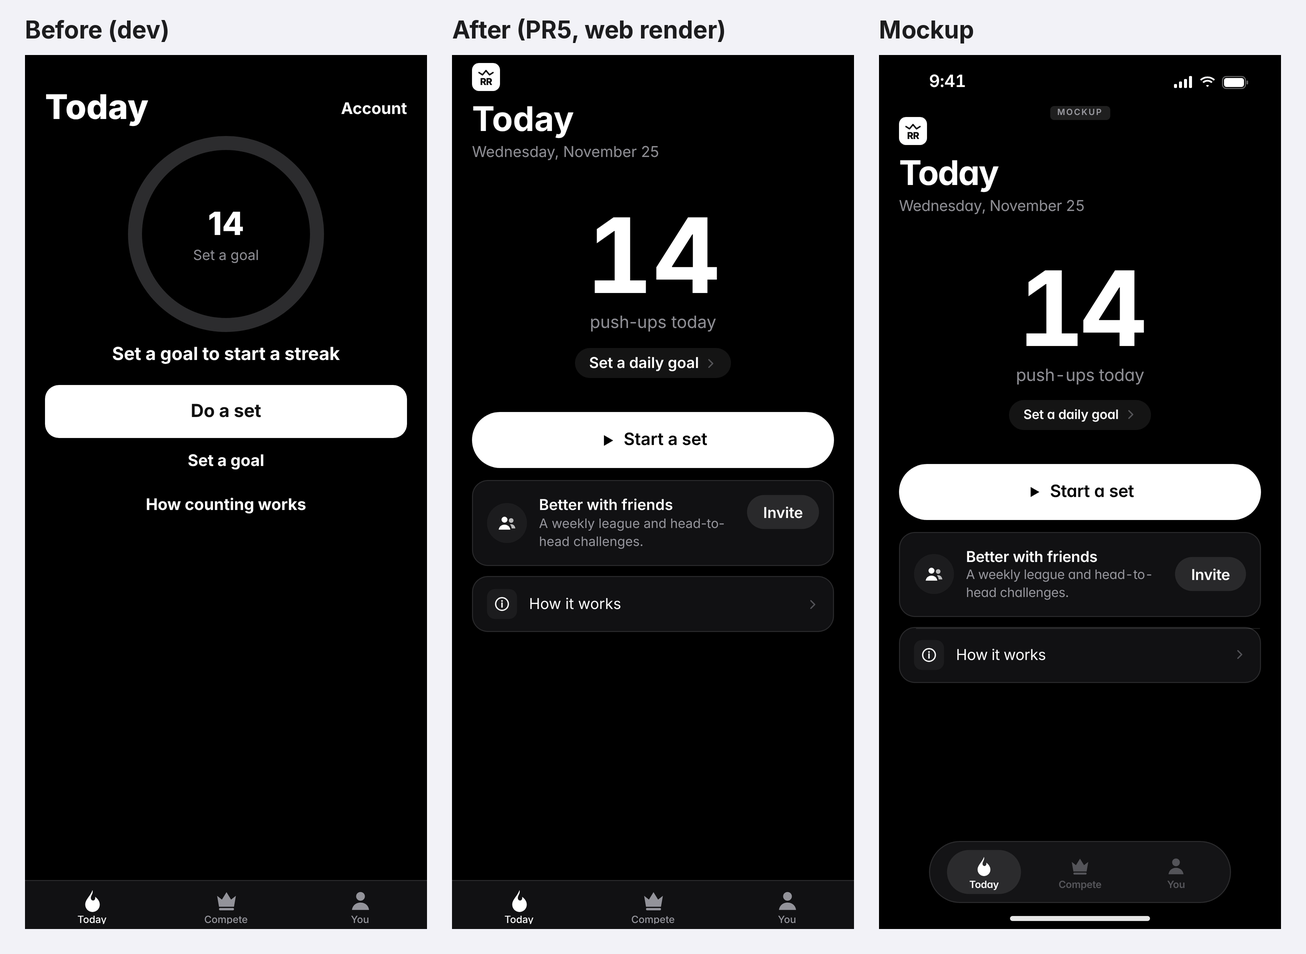 Before (dev)
Today
Account
14
Set a goal
Set a goal to start a streak
Do a set
Set a goal
How counting works
Today
Compete
You
After (PR5, web render)
RR
Today
Wednesday, November 25
14
push-ups today
Set a daily goal
Start a set
Better with friends
A weekly league and head-to-
head challenges.
Invite
How it works
Today
Compete
You
Mockup
9:41
MOCKUP
RR
Today
Wednesday, November 25
14
push-ups today
Set a daily goal
Start a set
Better with friends
A weekly league and head-to-
head challenges.
Invite
How it works
Today
Compete
You